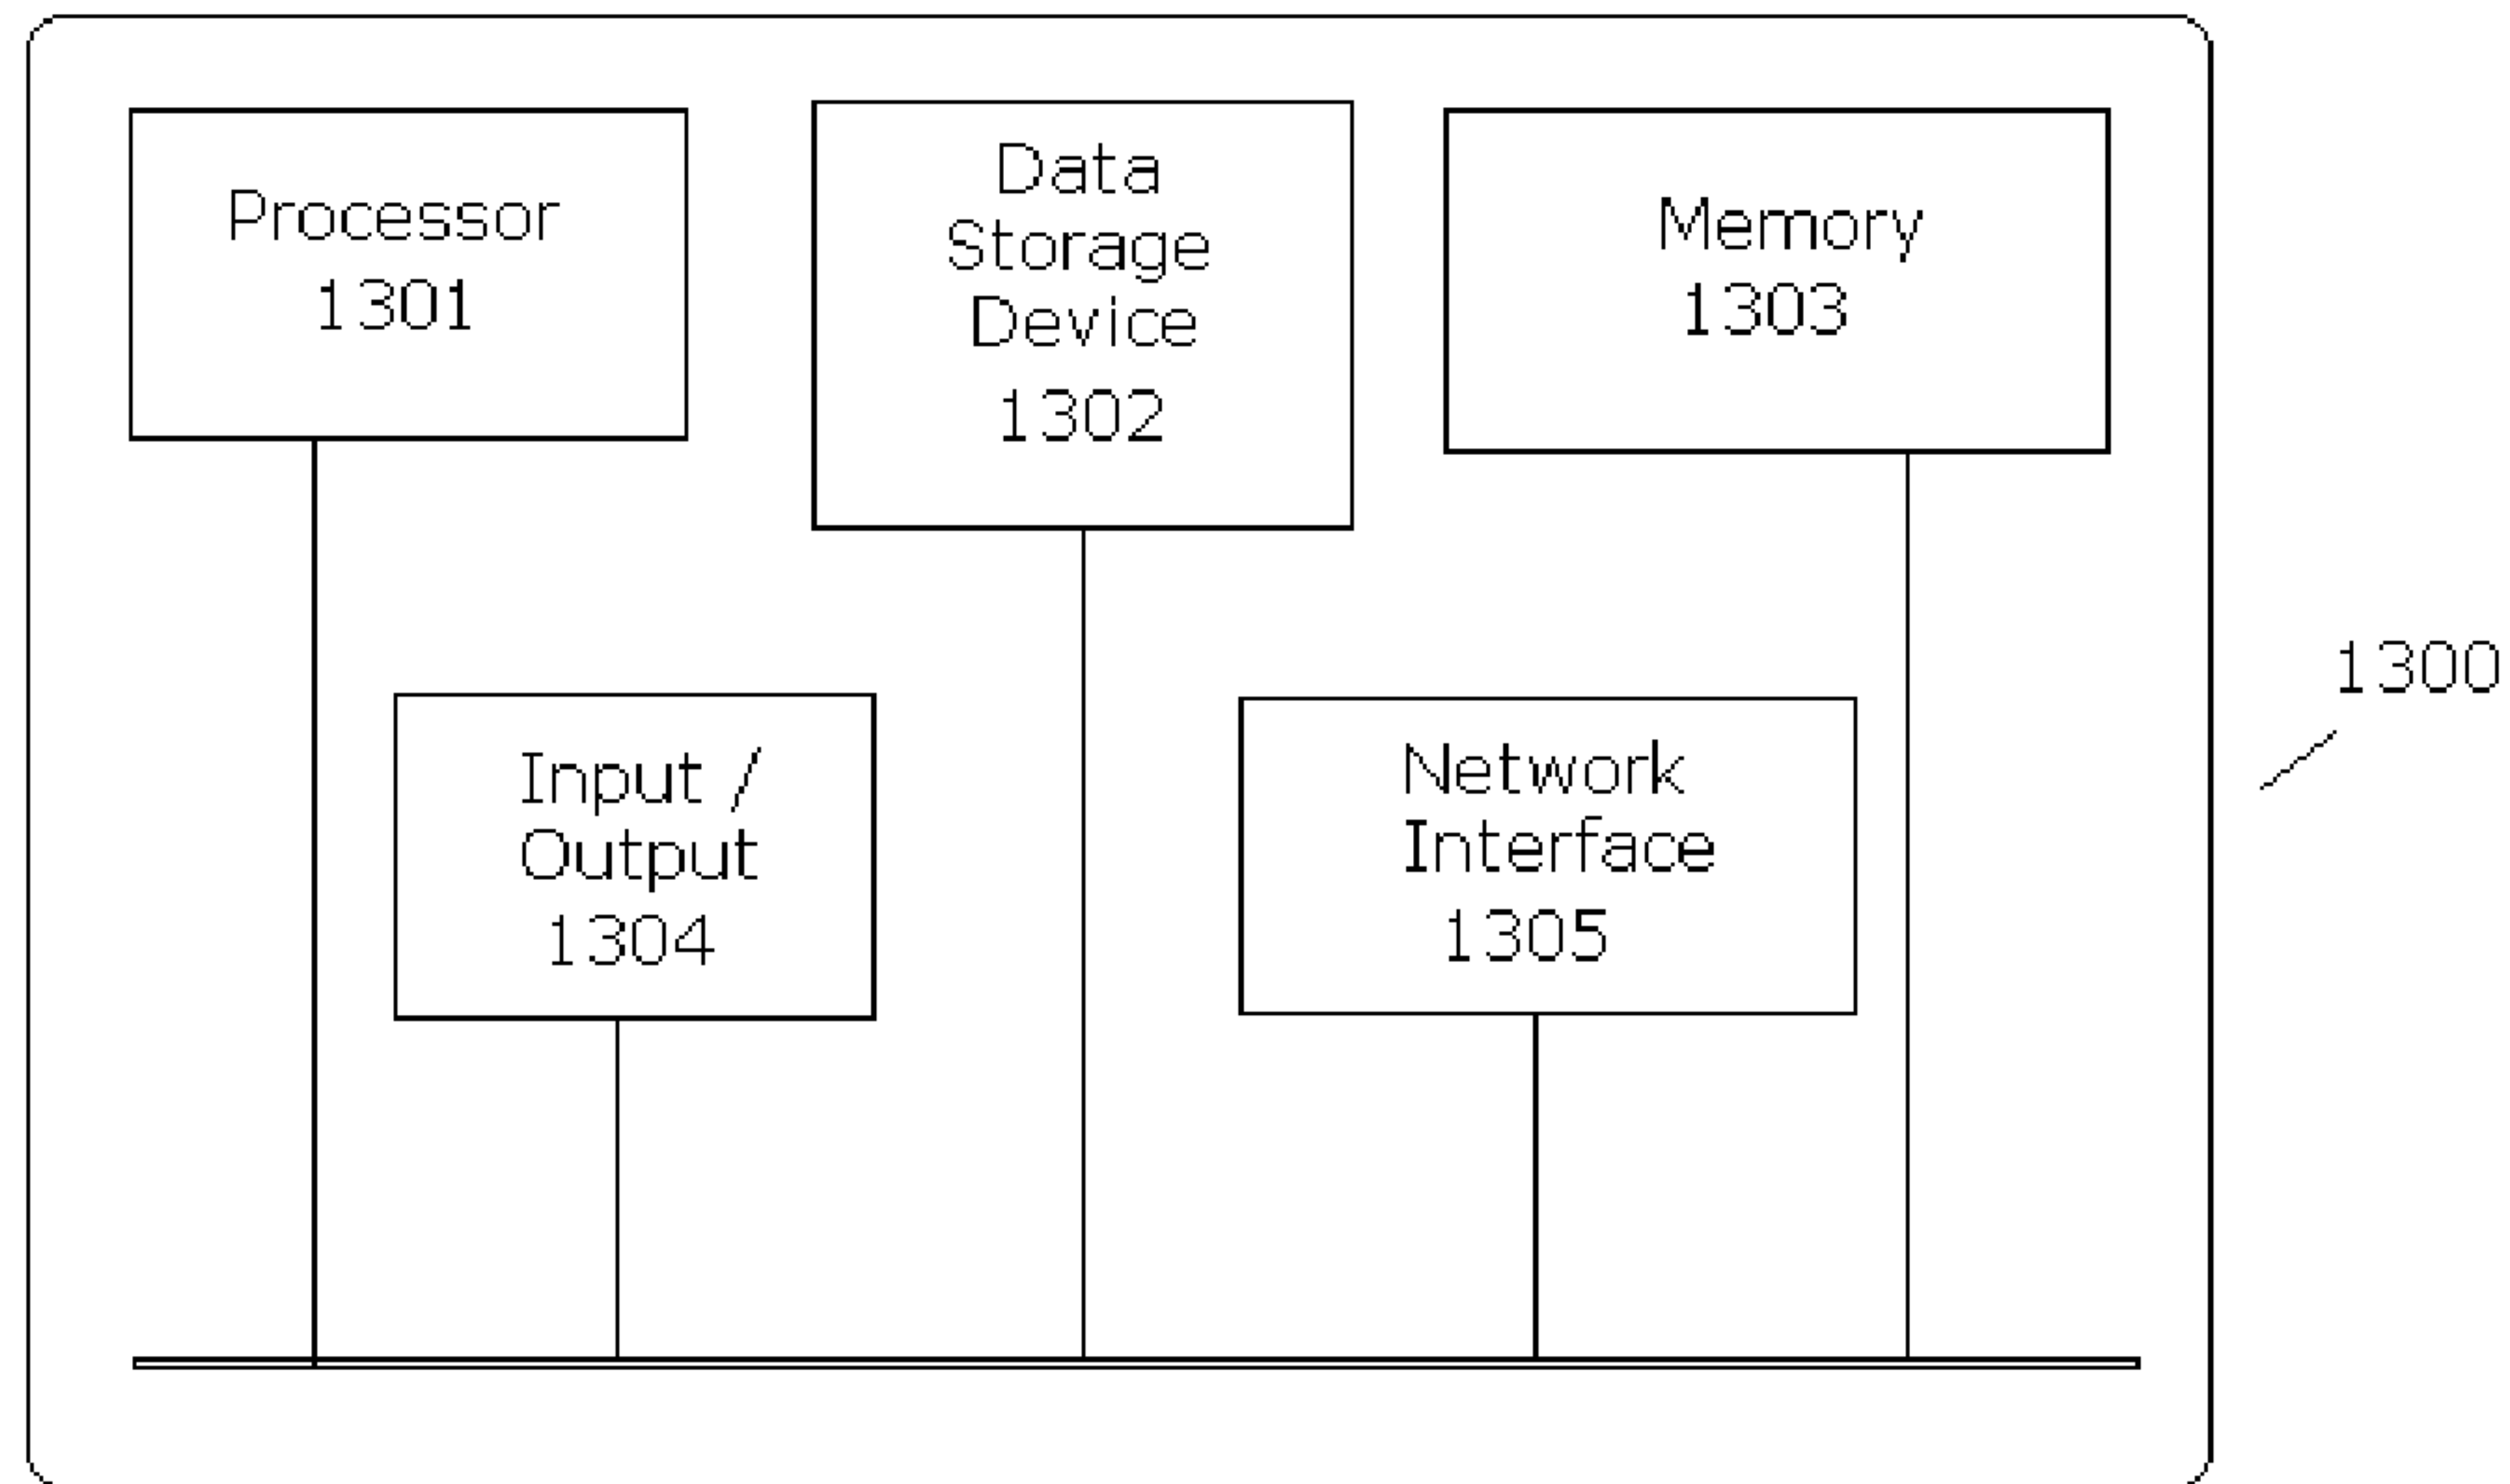 Processor
1301
Data
Storage
Device
1302
Memory
1303
1300
Input /
Output
1304
Network
Interface
1305